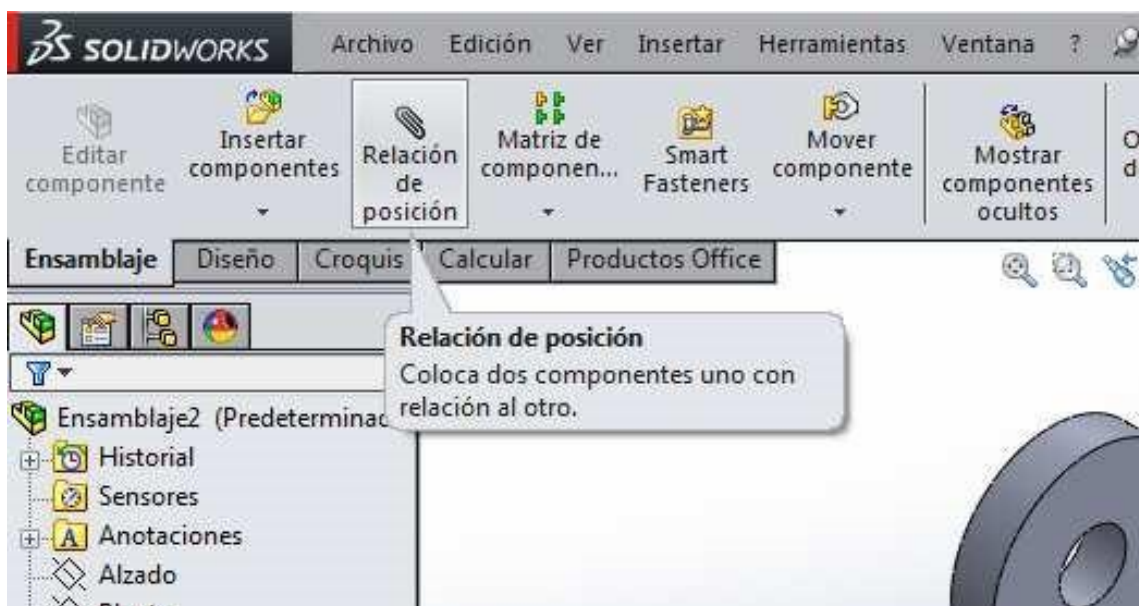 SOLIDWORKS Archivo Edición Ver Insertar Herramientas Ventana ?
Editar
componente
Insertar
componentes
Relación
de
posición
Matriz de
componen...
Smart
Fasteners
Mover
componente
Mostrar
componentes
ocultos
Ensamblaje Diseño Croquis Calcular Productos Office
Relación de posición
Coloca dos componentes uno con
relación al otro.
Ensamblaje2 (Predeterminad
Historial
Sensores
A Anotaciones
Alzado